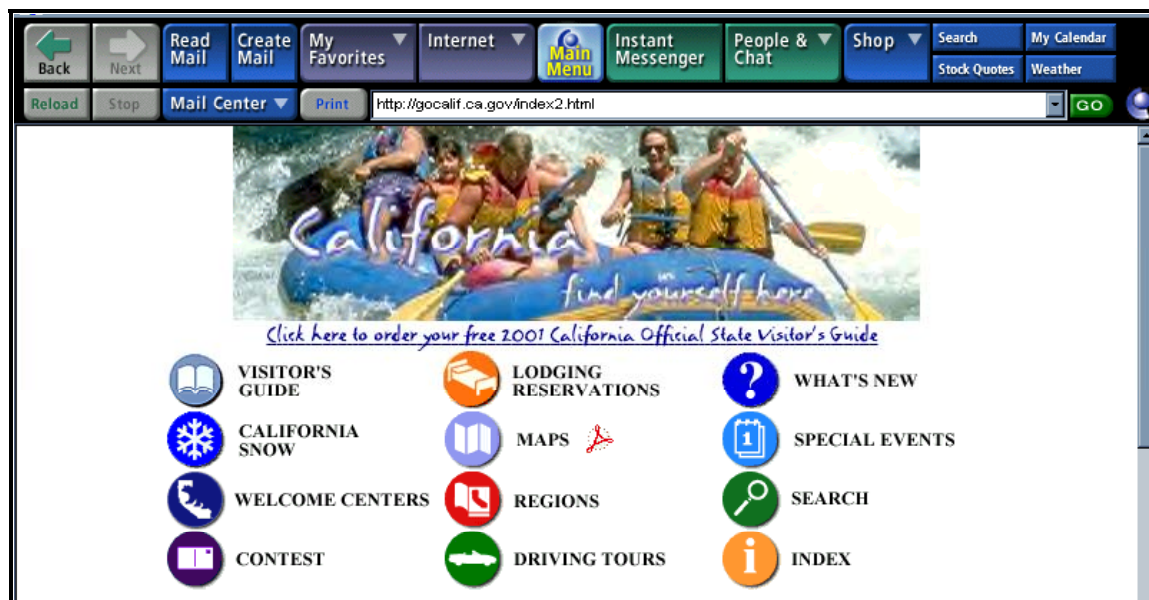 Back
Next
Read
Mail
Create
Mail
My
Favorites
Internet
Main
Menu
Instant
Messenger
People &
Chat
Shop
Search
My Calendar
Stock Quotes
Weather
Reload
Stop
Mail Center
Print
http://gocalif.ca.gov/index2.html
GO
California
find yourself here
Click here to order your free 2001 California Official State Visitor's Guide
VISITOR'S
GUIDE
LODGING
RESERVATIONS
?
WHAT'S NEW
CALIFORNIA
SNOW
MAPS
1
SPECIAL EVENTS
WELCOME CENTERS
REGIONS
SEARCH
CONTEST
DRIVING TOURS
i
INDEX